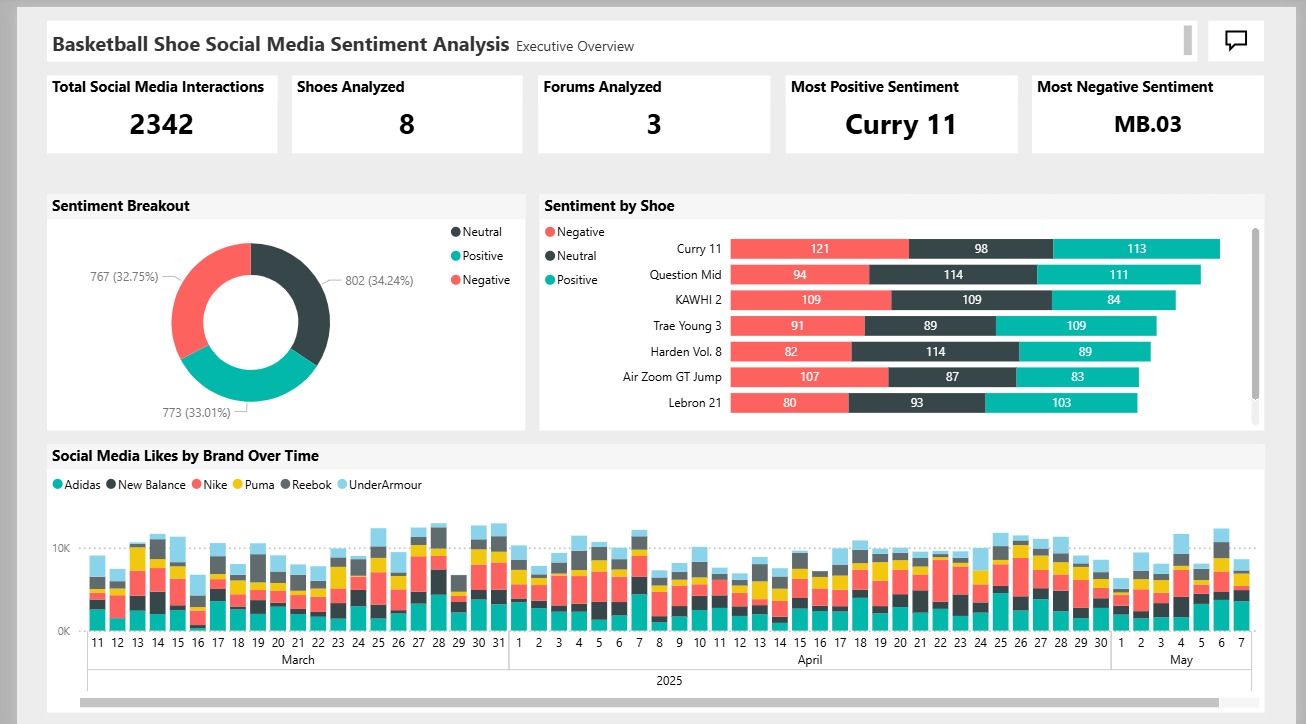 Basketball Shoe Social Media Sentiment Analysis Executive Overview
Total Social Media Interactions
2342
Shoes Analyzed
8
Forums Analyzed
3
Most Positive Sentiment
Curry 11
Most Negative Sentiment
MB.03
Sentiment Breakout
Neutral
Positive
Negative
767 (32.75%)
802 (34.24%)
773 (33.01%)
Sentiment by Shoe
Negative
Neutral
Positive
Curry 11 121 98 113
Question Mid 94 114 111
KAWHI 2 109 109 84
Trae Young 3 91 89 109
Harden Vol. 8 82 114 89
Air Zoom GT Jump 107 87 83
Lebron 21 80 93 103
Social Media Likes by Brand Over Time
Adidas New Balance Nike Puma Reebok UnderArmour
10K
0K
11 12 13 14 15 16 17 18 19 20 21 22 23 24 25 26 27 28 29 30 31 1 2 3 4 5 6 7 8 9 10 11 12 13 14 15 16 17 18 19 20 21 22 23 24 25 26 27 28 29 30 1 2 3 4 5 6 7
March April May
2025